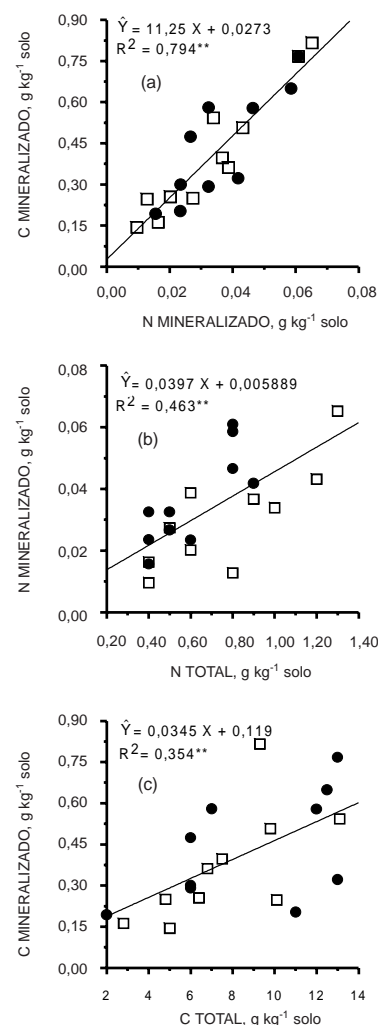 0,90
Ŷ = 11,25 X + 0,0273
R² = 0,794**
0,75
(a)
0,60
0,45
0,30
0,15
0,00
0,00 0,02 0,04 0,06 0,08
C MINERALIZADO, g kg⁻¹ solo
N MINERALIZADO, g kg⁻¹ solo
0,08
Ŷ= 0,0397 X + 0,005889
R² = 0,463**
(b)
0,06
0,04
0,02
0,00
0,20 0,40 0,60 0,80 1,00 1,20 1,40
N MINERALIZADO, g kg⁻¹ solo
N TOTAL, g kg⁻¹ solo
0,90
Ŷ = 0,0345 X + 0,119
R² = 0,354**
0,75
(c)
0,60
0,45
0,30
0,15
0,00
2 4 6 8 10 12 14
C MINERALIZADO, g kg⁻¹ solo
C TOTAL, g kg⁻¹ solo